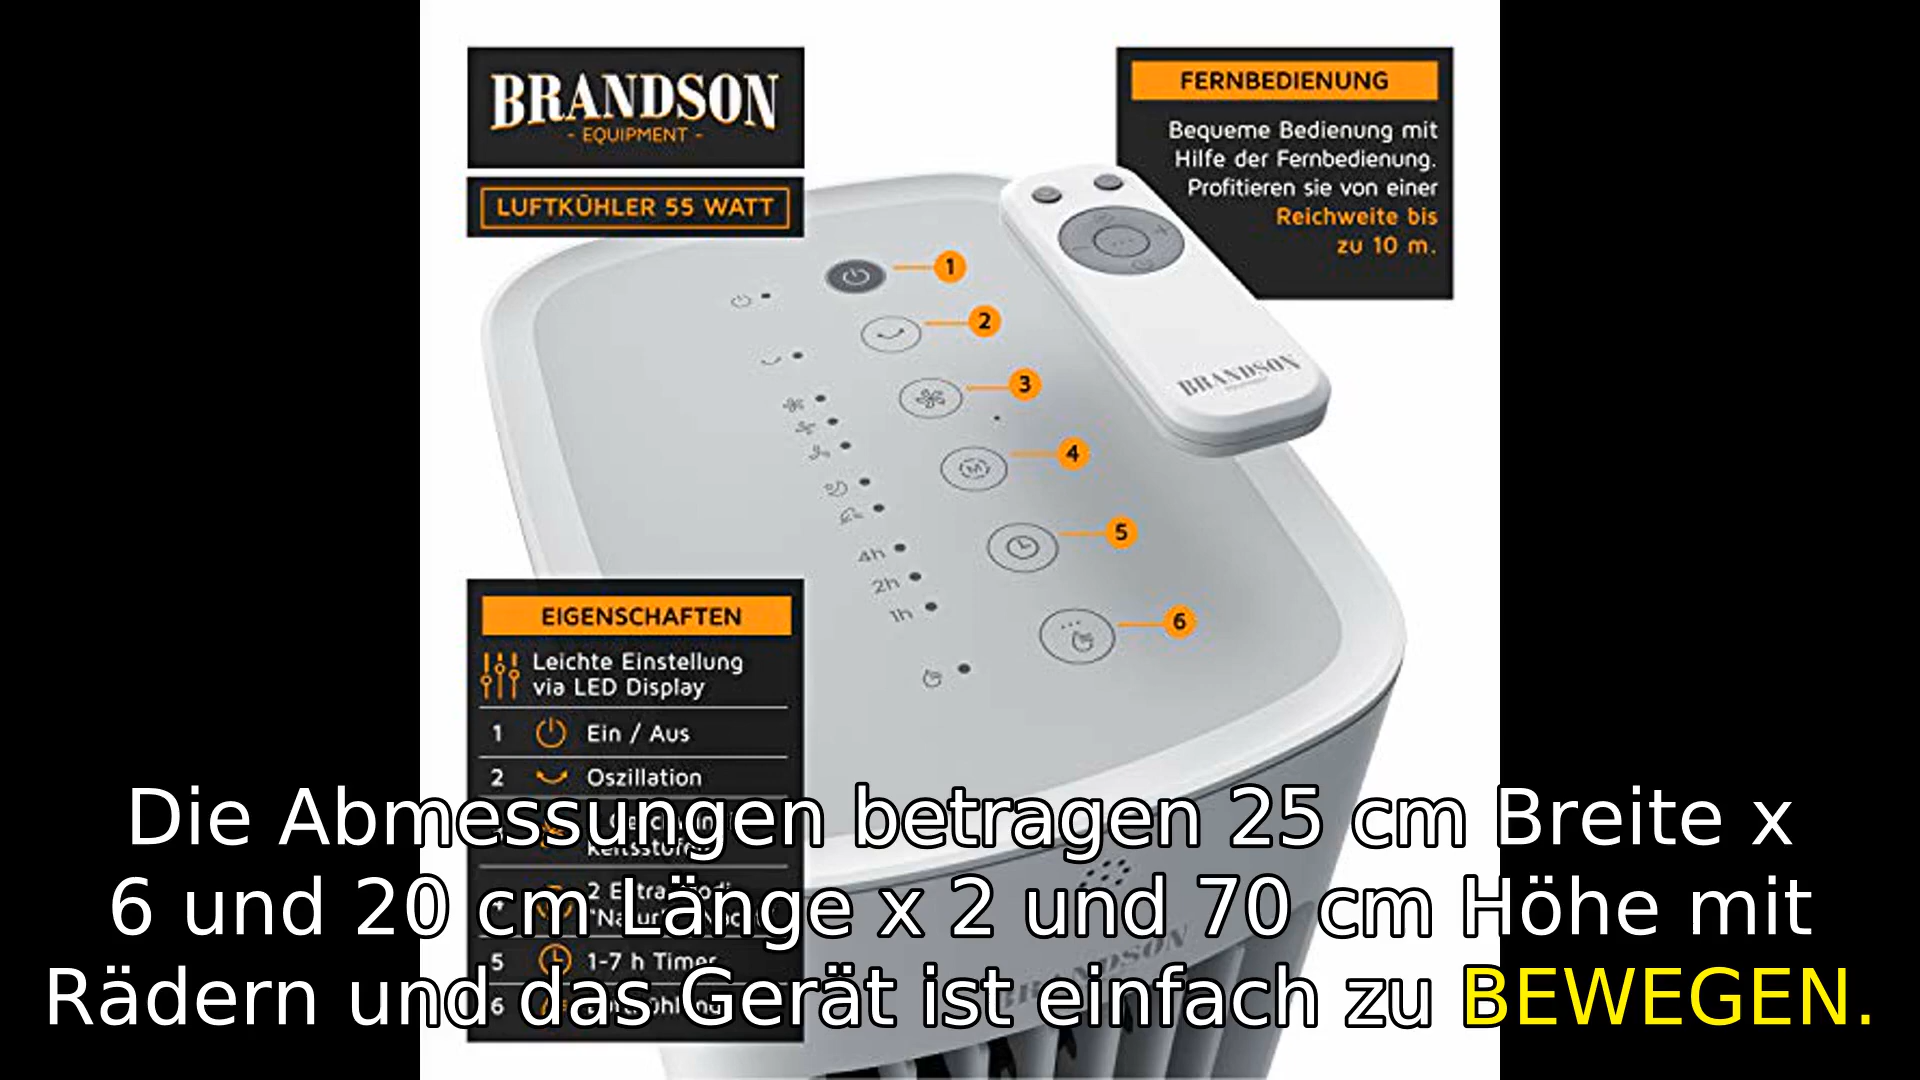 BRANDSON
- EQUIPMENT -
LUFTKÜHLER 55 WATT
FERNBEDIENUNG
Bequeme Bedienung mit
Hilfe der Fernbedienung.
Profitieren sie von einer
Reichweite bis
zu 10 m.
BRANDSON
1
2
3
4
5
6
M
4h
2h
1h
EIGENSCHAFTEN
Leichte Einstellung
via LED Display
1 Ein / Aus
2 Oszillation
2
5 1-7 h Timer
6
BRANDSON
Die Abmessungen betragen 25 cm Breite x
6 und 20 cm Länge x 2 und 70 cm Höhe mit
Rädern und das Gerät ist einfach zu BEWEGEN.